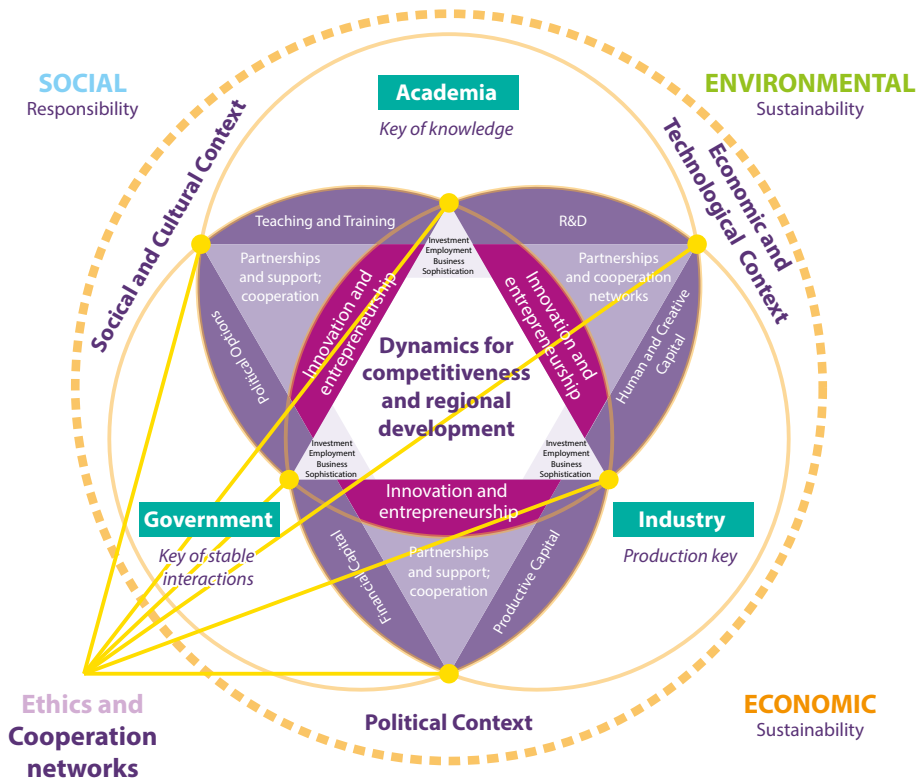 SOCIAL
Responsibility
Academia
Key of knowledge
ENVIRONMENTAL
Sustainability
Socical and Cultural Context
Economic and
Technological Context
Teaching and Training
R&D
Partnerships
and support;
cooperation
Innovation and
entrepreneurship
Investment
Employment
Business
Sophistication
Innovation and
entrepreneurship
Partnerships
and cooperation
networks
Political Options
Human and Creative
Capital
Dynamics for
competitiveness
and regional
development
Investment
Employment
Business
Sophistication
Investment
Employment
Business
Sophistication
Government
Key of stable
interactions
Innovation and
entrepreneurship
Industry
Production key
Financial Capital
Partnerships
and support;
cooperation
Productive Capital
Ethics and
Cooperation
networks
Political Context
ECONOMIC
Sustainability